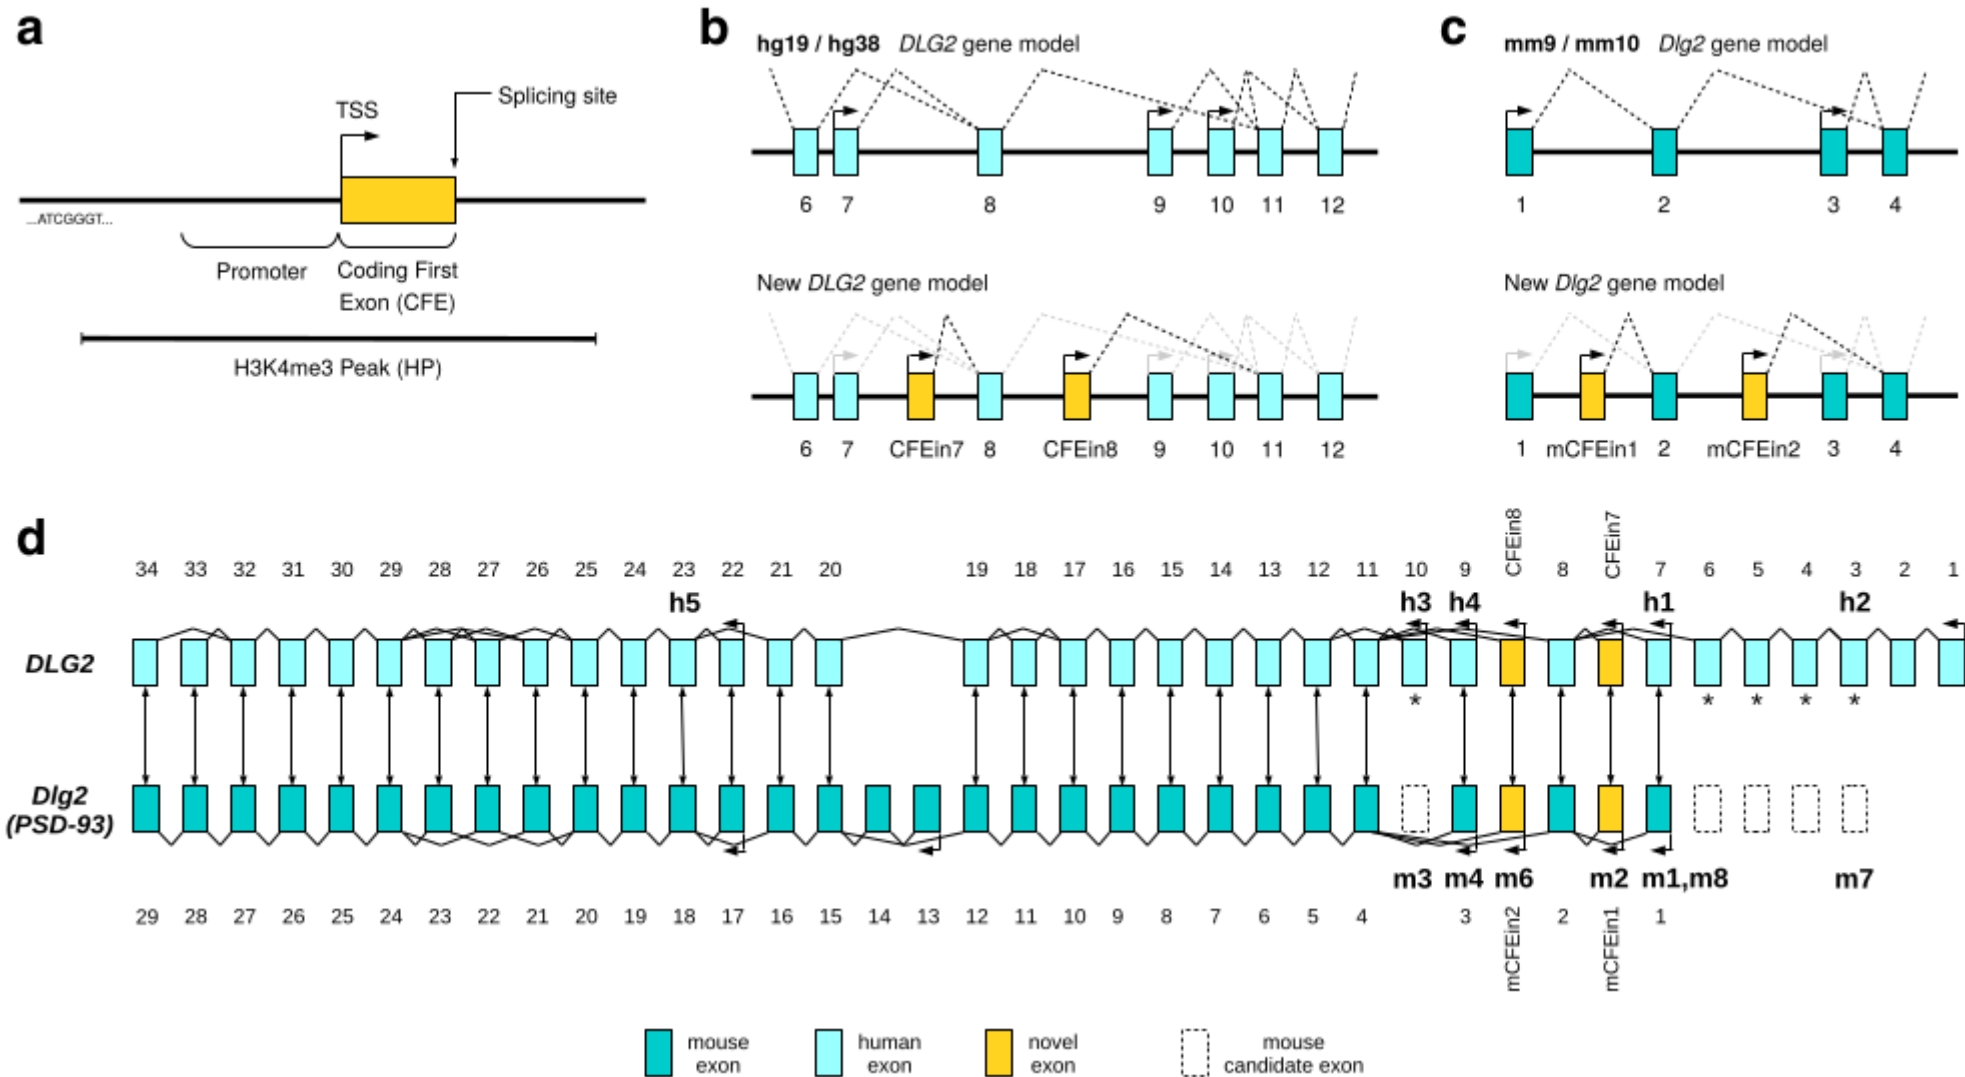 a
TSS
Splicing site
...ATCGGGT...
Promoter
Coding First
Exon (CFE)
H3K4me3 Peak (HP)
b
hg19 / hg38 DLG2 gene model
6 7 8 9 10 11 12
New DLG2 gene model
6 7 CFEin7 8 CFEin8 9 10 11 12
c
mm9 / mm10 Dlg2 gene model
1 2 3 4
New Dlg2 gene model
1 mCFEin1 2 mCFEin2 3 4
d
34 33 32 31 30 29 28 27 26 25 24 23 22 21 20 19 18 17 16 15 14 13 12 11 10 9 CFEin8 8 CFEin7 7 6 5 4 3 2 1
h5 h3 h4 h1 h2
DLG2
* * * * *
Dlg2
(PSD-93)
m3 m4 m6 m2 m1,m8 m7
29 28 27 26 25 24 23 22 21 20 19 18 17 16 15 14 13 12 11 10 9 8 7 6 5 4 3 mCFEin2 2 mCFEin1 1
mouse
exon
human
exon
novel
exon
mouse
candidate exon